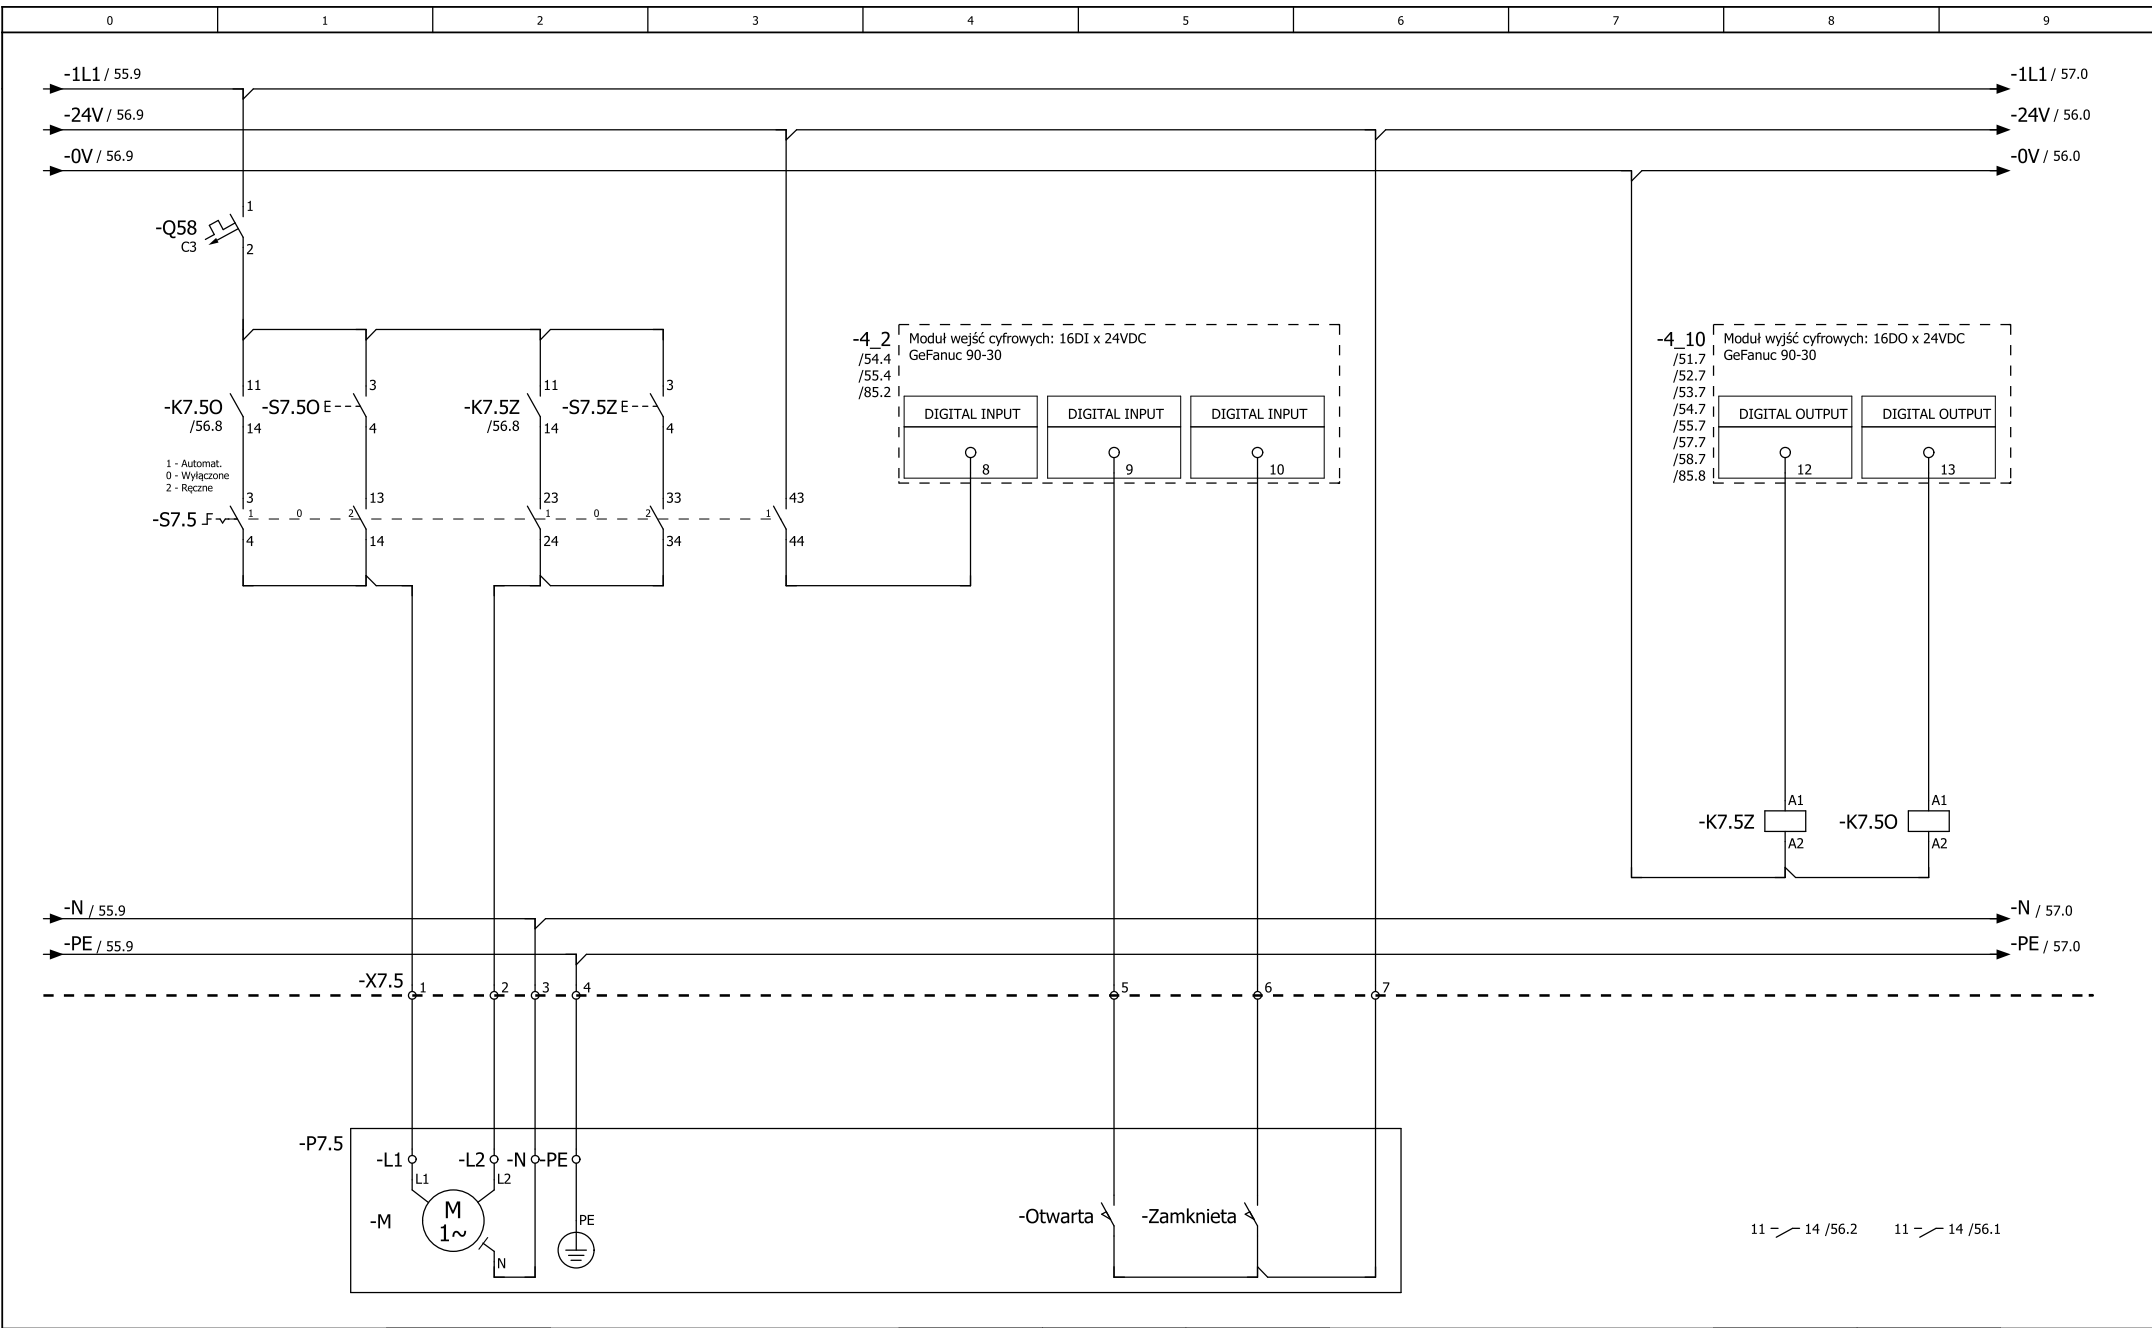 0 1 2 3 4 5 6 7 8 9
-1L1 / 55.9 -1L1 / 57.0
-24V / 56.9 -24V / 56.0
-0V / 56.9 -0V / 56.0
1
-Q58
C3
2
-4_2
/54.4
/55.4
/85.2
Moduł wejść cyfrowych: 16DI x 24VDC
GeFanuc 90-30
DIGITAL INPUT DIGITAL INPUT DIGITAL INPUT
8 9 10
-4_10
/51.7
/52.7
/53.7
/54.7
/55.7
/57.7
/58.7
/85.8
Moduł wyjść cyfrowych: 16DO x 24VDC
GeFanuc 90-30
DIGITAL OUTPUT DIGITAL OUTPUT
12 13
11 3 11 3
-K7.5O -S7.5O E -K7.5Z -S7.5Z E
/56.8 /56.8
14 4 14 4
1 - Automat.
0 - Wyłączone
2 - Ręczne
3 13 23 33 43
-S7.5 1 0 2 1 0 2 1
4 14 24 34 44
A1 A1
-K7.5Z -K7.5O
A2 A2
-N / 55.9 -N / 57.0
-PE / 55.9 -PE / 57.0
-X7.5 1 2 3 4 5 6 7
-P7.5
-L1 -L2 -N -PE
L1 L2
-M M
1~
PE
N
-Otwarta -Zamknieta
11 14 /56.2 11 14 /56.1